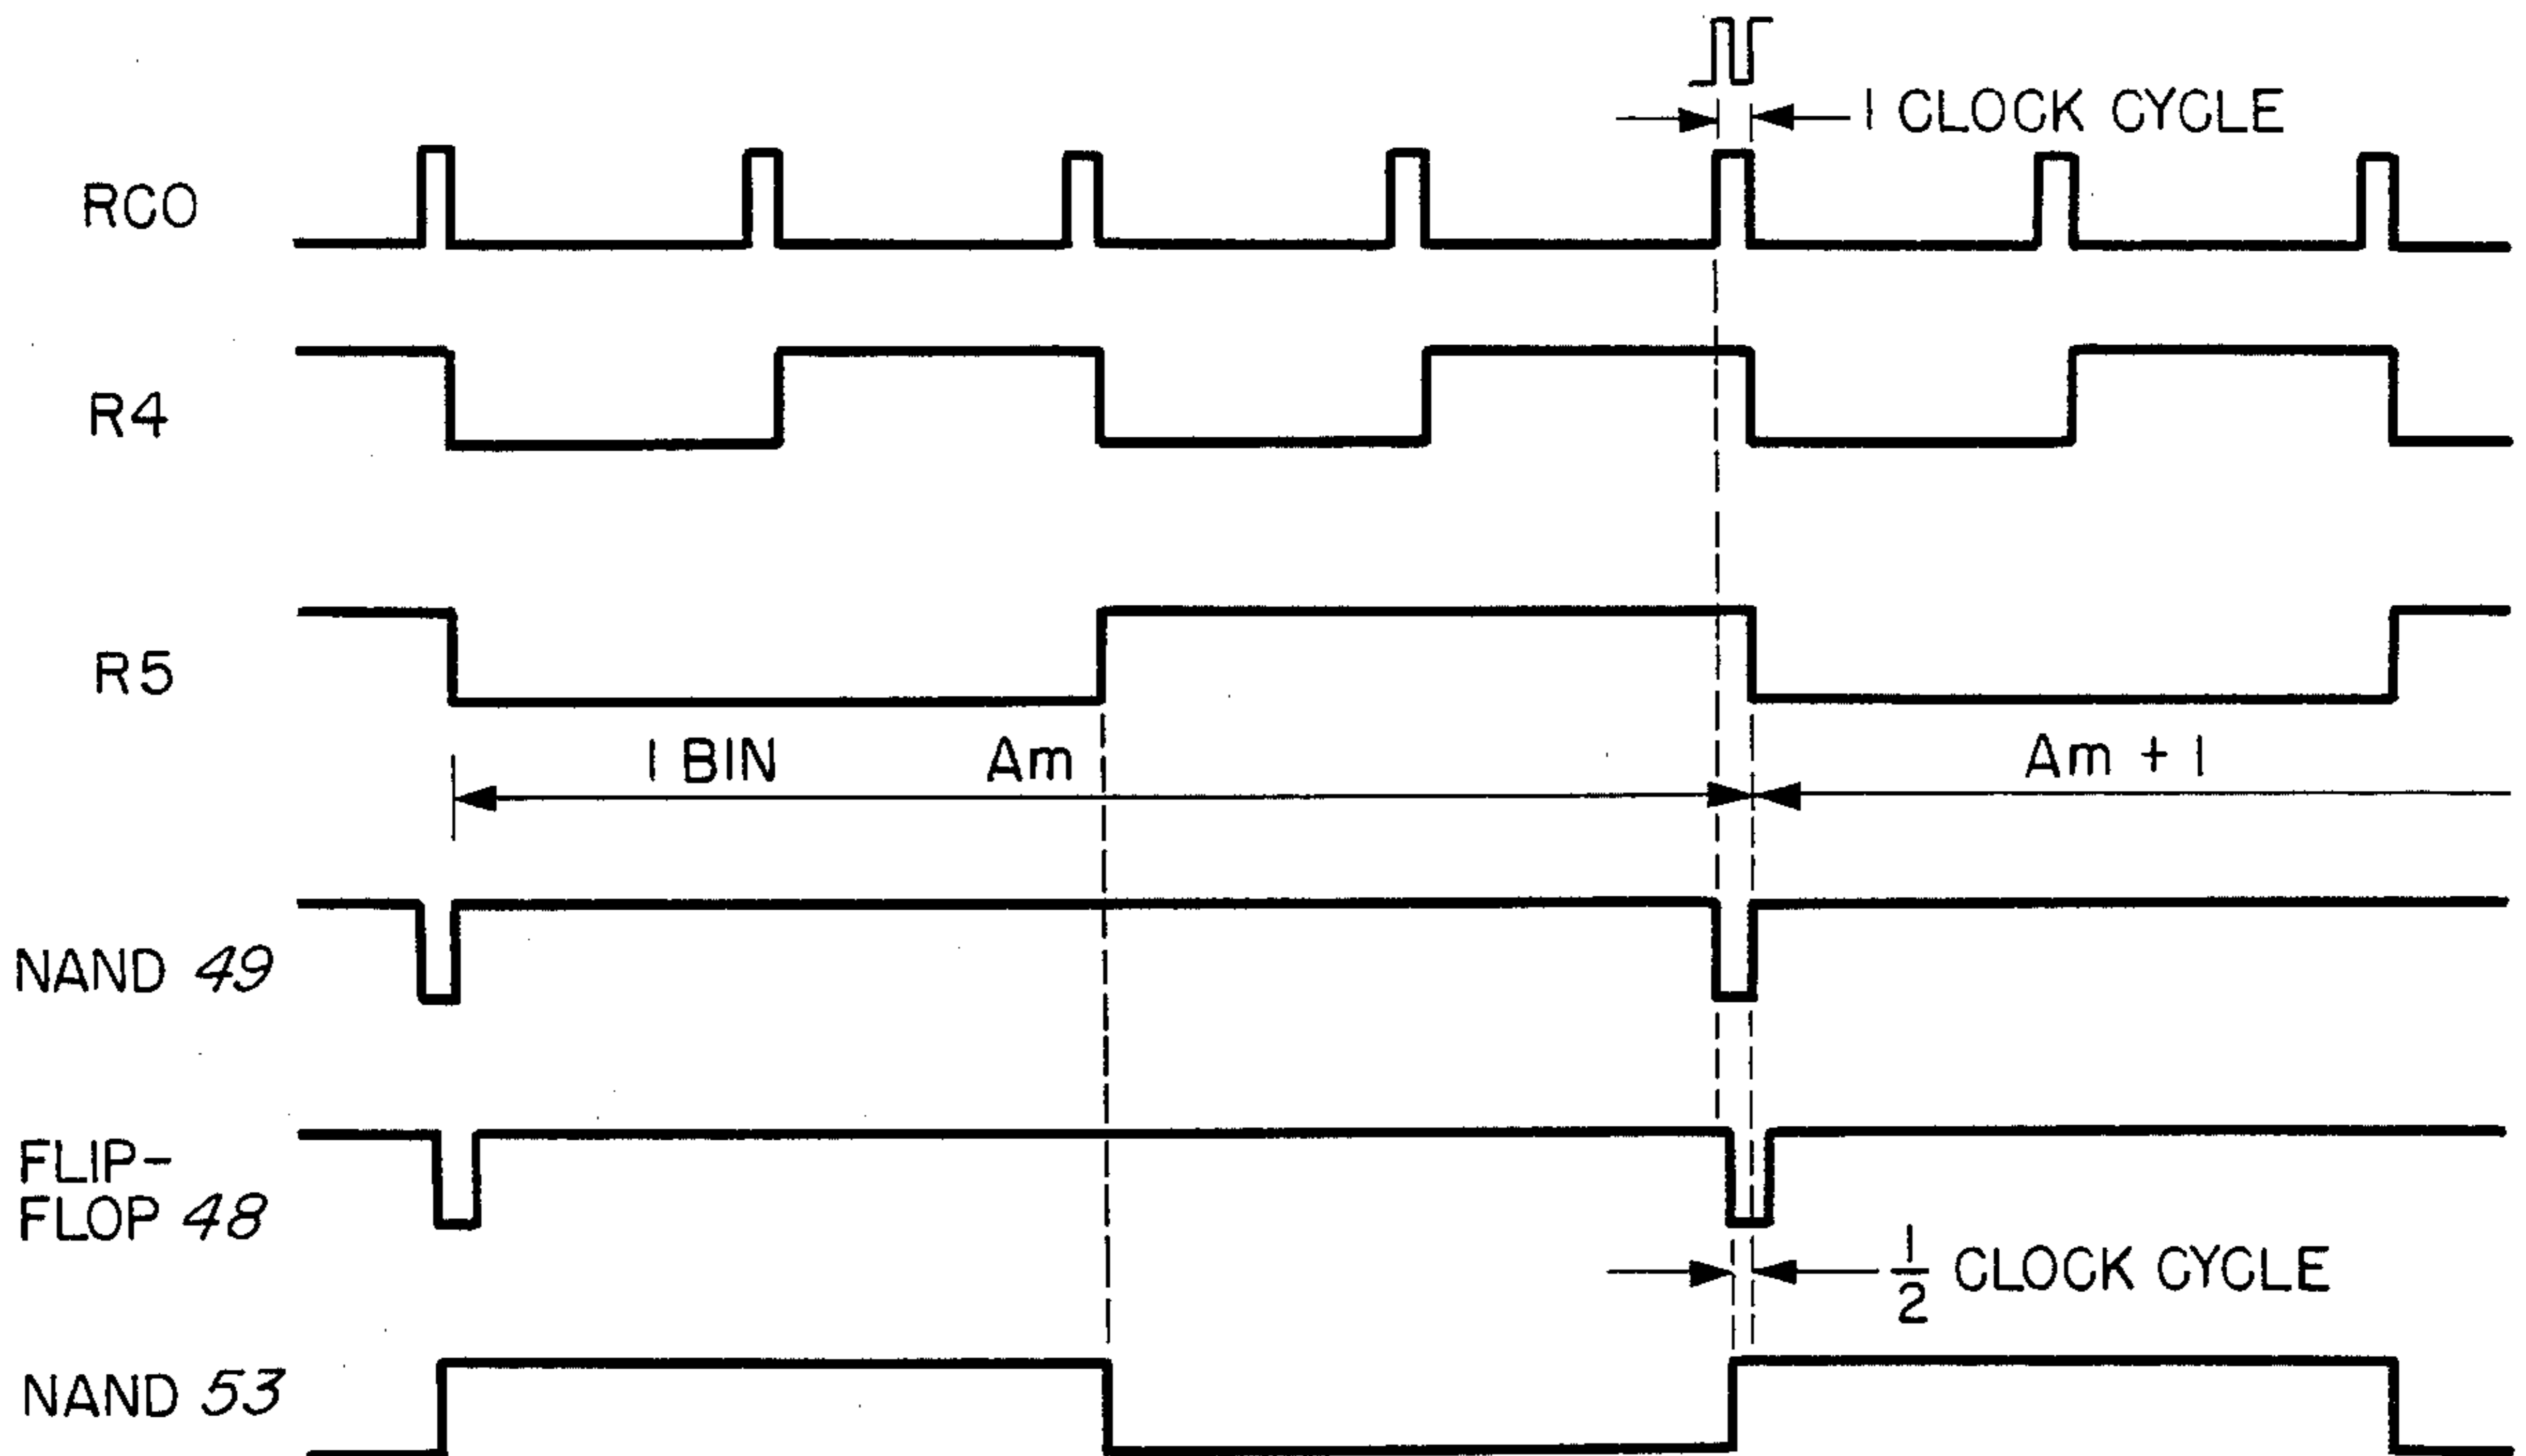 1 CLOCK CYCLE
RCO
R4
R5
1 BIN Am
Am + 1
NAND 49
FLIP-
FLOP 48
1/2 CLOCK CYCLE
NAND 53